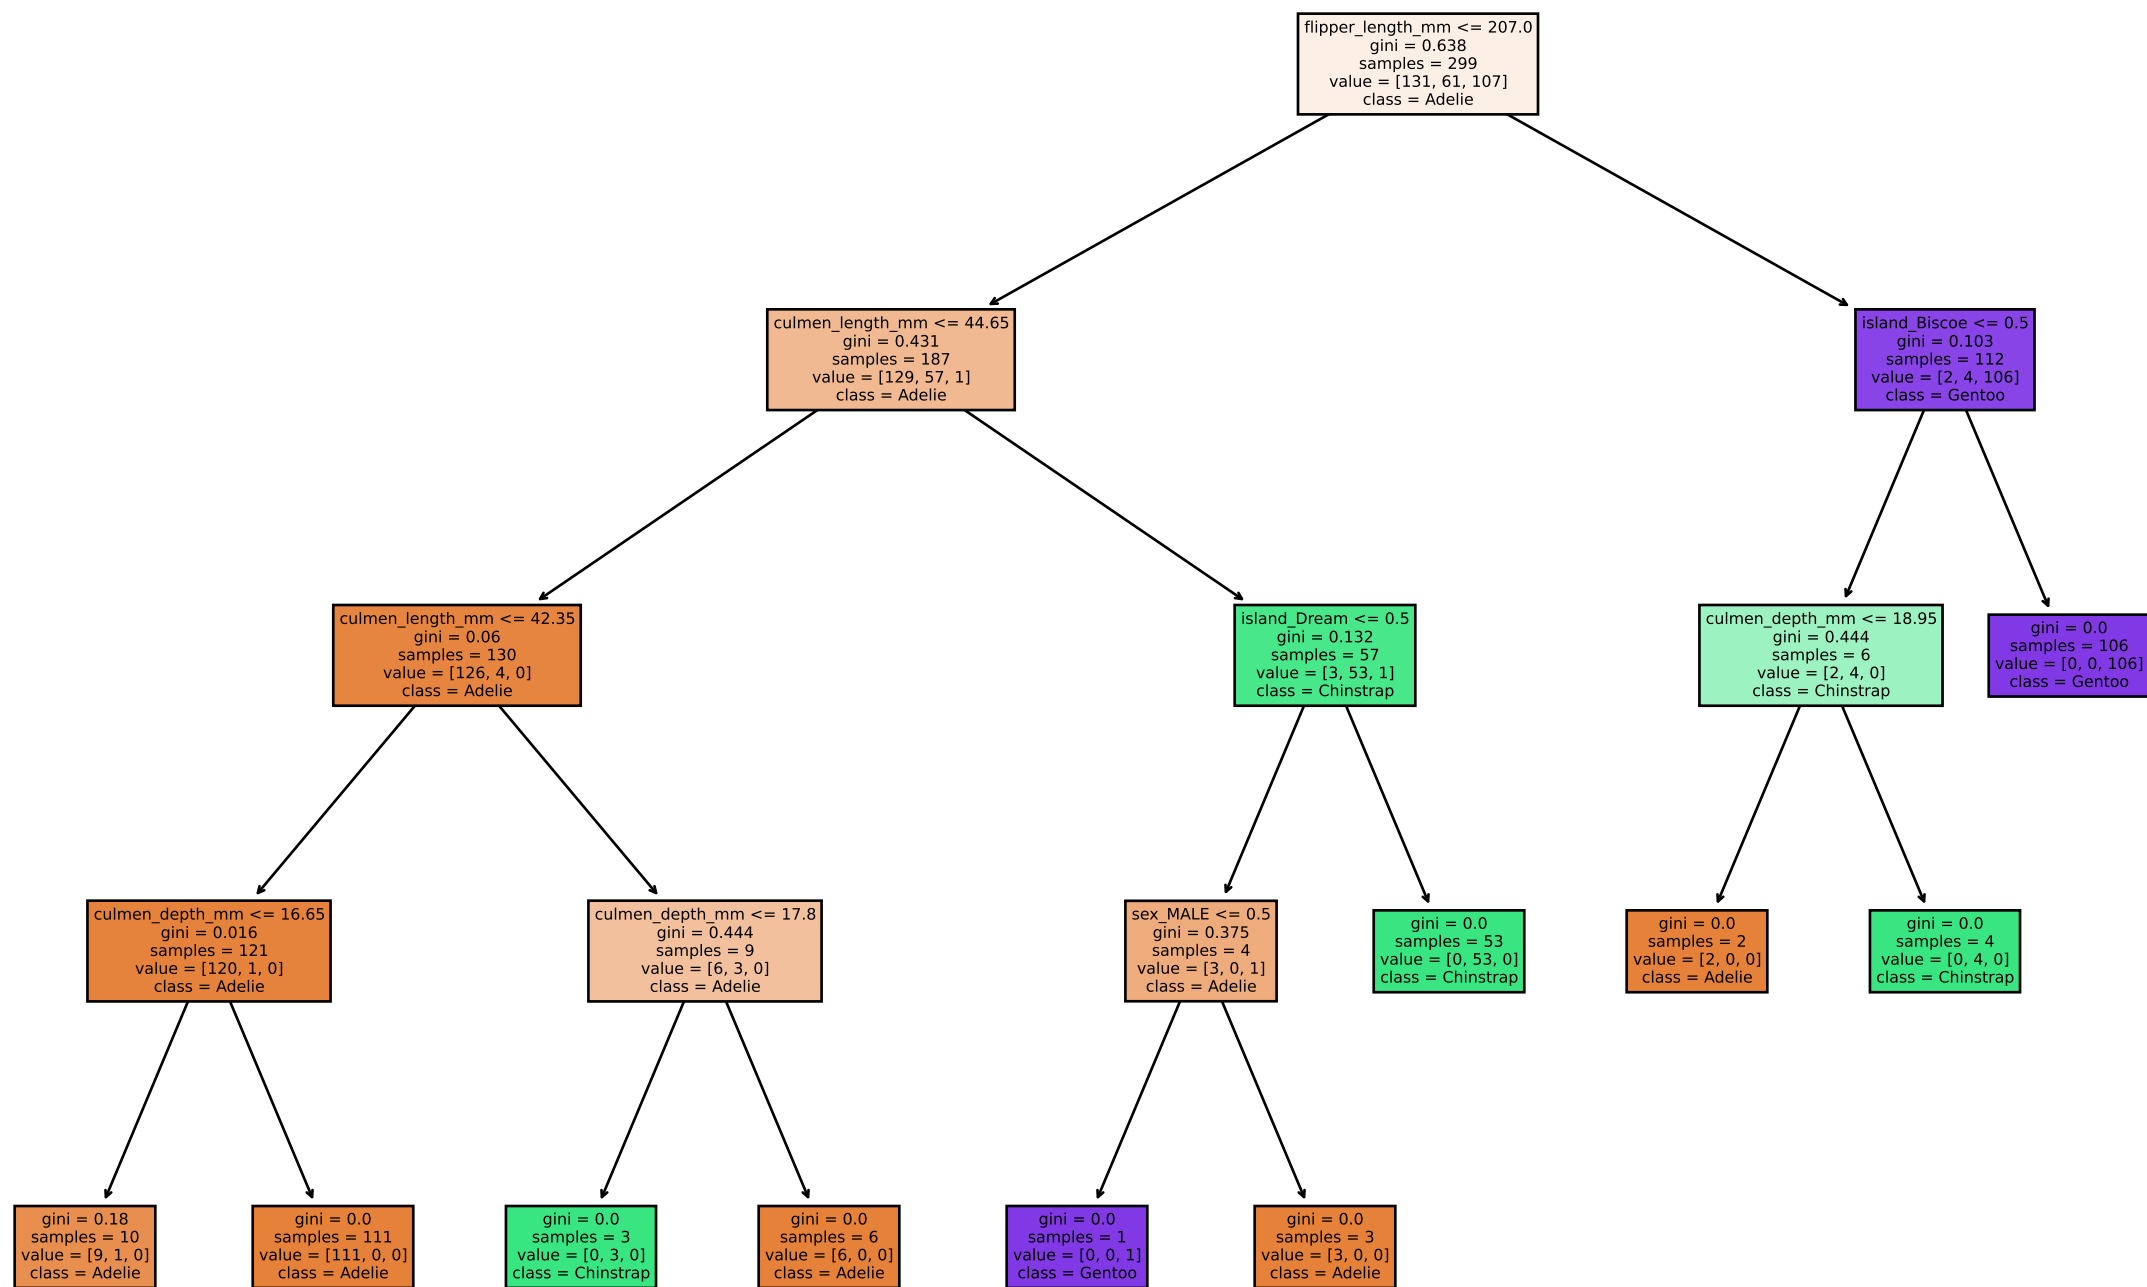 flipper_length_mm <= 207.0
gini = 0.638
samples = 299
value = [131, 61, 107]
class = Adelie
culmen_length_mm <= 44.65
gini = 0.431
samples = 187
value = [129, 57, 1]
class = Adelie
island_Biscoe <= 0.5
gini = 0.103
samples = 112
value = [2, 4, 106]
class = Gentoo
culmen_length_mm <= 42.35
gini = 0.06
samples = 130
value = [126, 4, 0]
class = Adelie
island_Dream <= 0.5
gini = 0.132
samples = 57
value = [3, 53, 1]
class = Chinstrap
culmen_depth_mm <= 18.95
gini = 0.444
samples = 6
value = [2, 4, 0]
class = Chinstrap
gini = 0.0
samples = 106
value = [0, 0, 106]
class = Gentoo
culmen_depth_mm <= 16.65
gini = 0.016
samples = 121
value = [120, 1, 0]
class = Adelie
culmen_depth_mm <= 17.8
gini = 0.444
samples = 9
value = [6, 3, 0]
class = Adelie
sex_MALE <= 0.5
gini = 0.375
samples = 4
value = [3, 0, 1]
class = Adelie
gini = 0.0
samples = 53
value = [0, 53, 0]
class = Chinstrap
gini = 0.0
samples = 2
value = [2, 0, 0]
class = Adelie
gini = 0.0
samples = 4
value = [0, 4, 0]
class = Chinstrap
gini = 0.18
samples = 10
value = [9, 1, 0]
class = Adelie
gini = 0.0
samples = 111
value = [111, 0, 0]
class = Adelie
gini = 0.0
samples = 3
value = [0, 3, 0]
class = Chinstrap
gini = 0.0
samples = 6
value = [6, 0, 0]
class = Adelie
gini = 0.0
samples = 1
value = [0, 0, 1]
class = Gentoo
gini = 0.0
samples = 3
value = [3, 0, 0]
class = Adelie